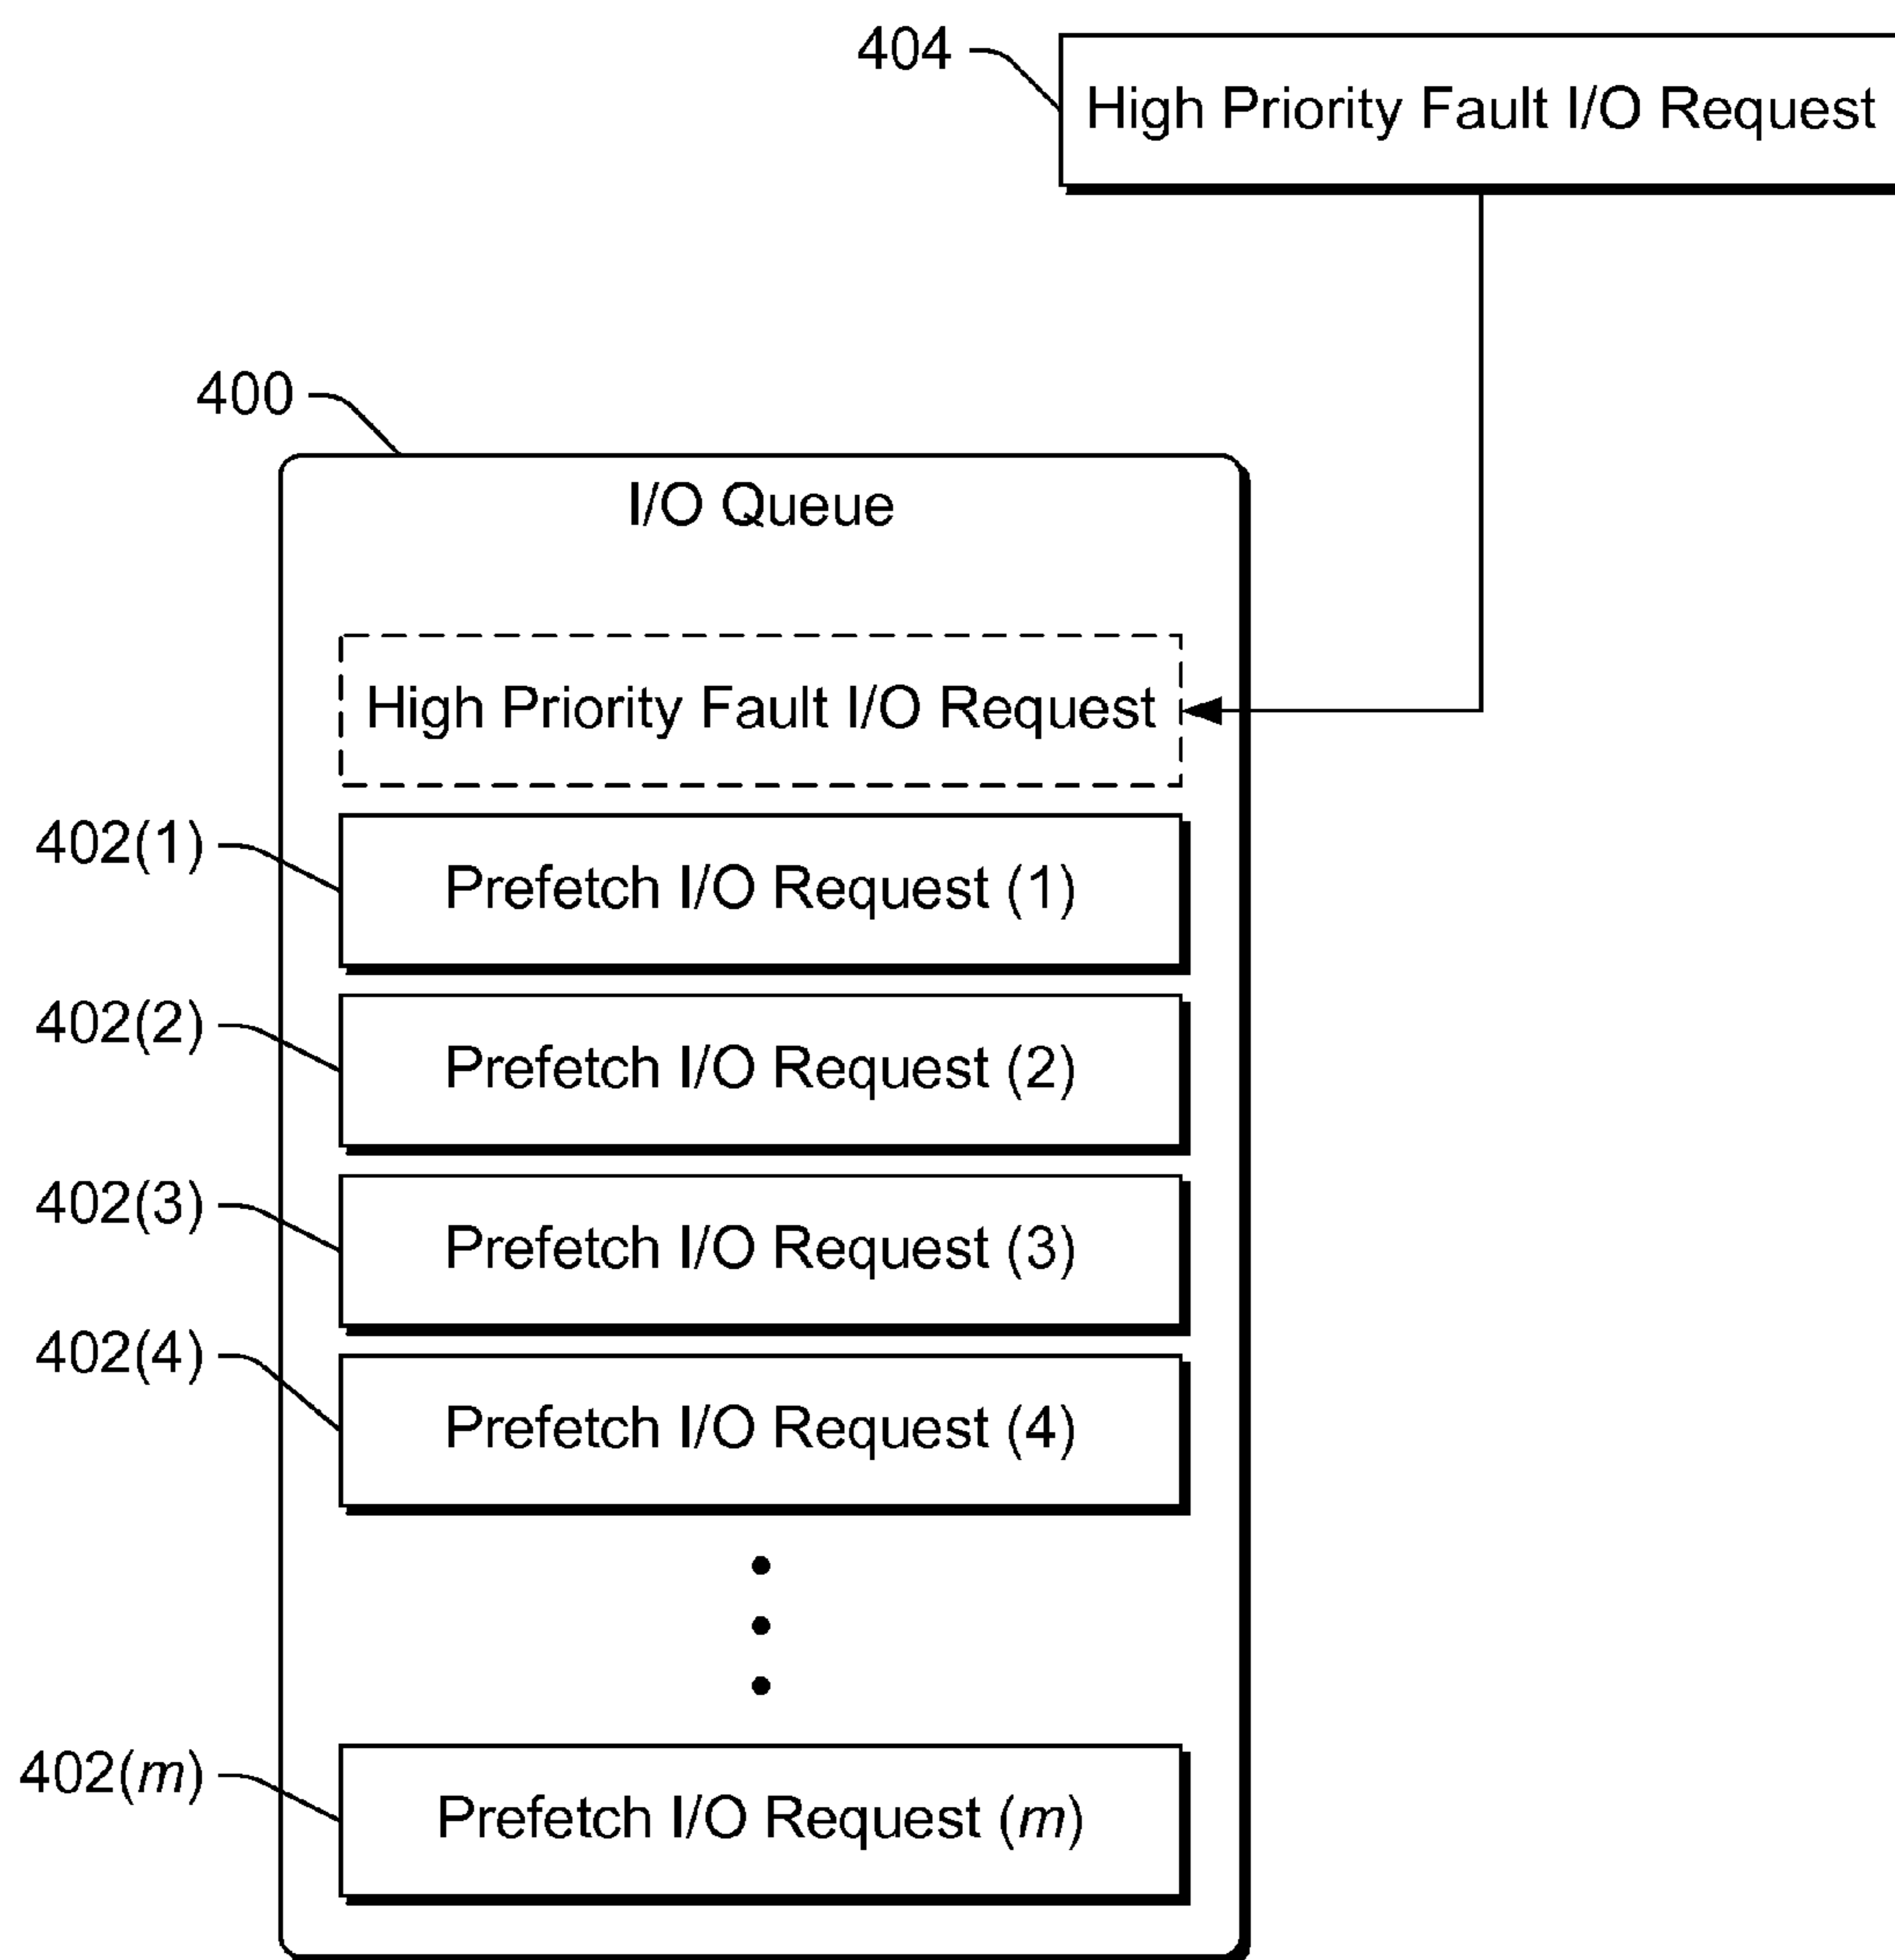 404
High Priority Fault I/O Request
400
I/O Queue
High Priority Fault I/O Request
402(1)
Prefetch I/O Request (1)
402(2)
Prefetch I/O Request (2)
402(3)
Prefetch I/O Request (3)
402(4)
Prefetch I/O Request (4)
402(m)
Prefetch I/O Request (m)